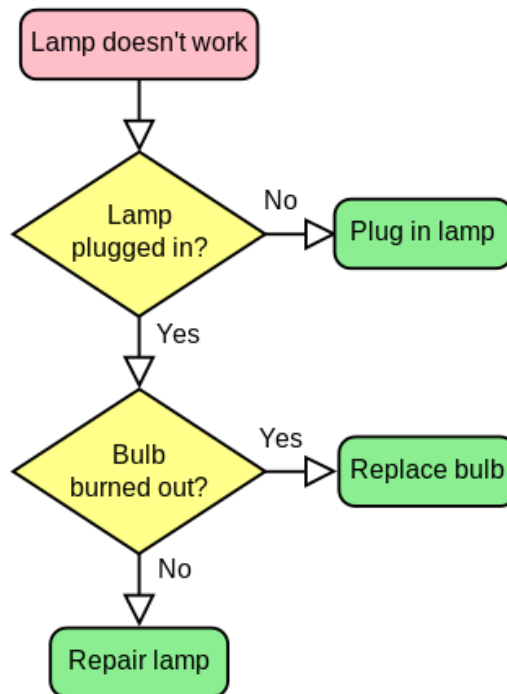 Lamp doesn't work
Lamp
plugged in?
No
Plug in lamp
Yes
Bulb
burned out?
Yes
Replace bulb
No
Repair lamp